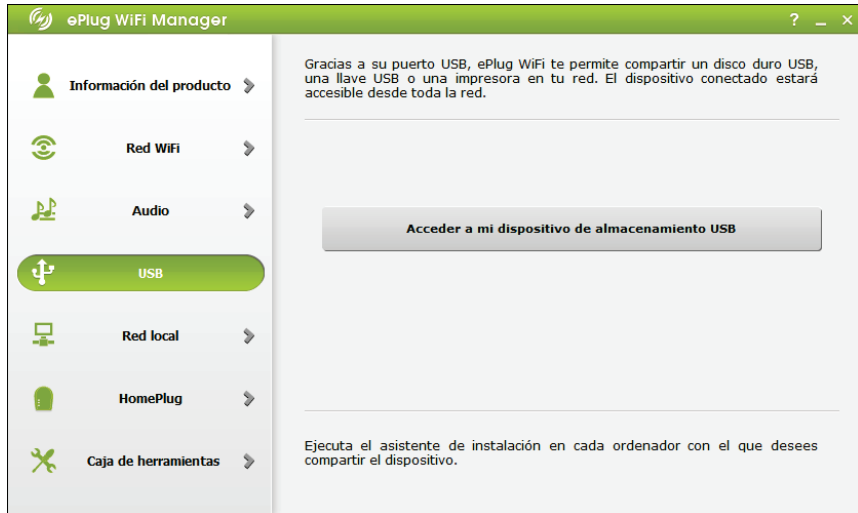 ePlug WiFi Manager
? _ ×
Información del producto
Red WiFi
Audio
USB
Red local
HomePlug
Caja de herramientas
Gracias a su puerto USB, ePlug WiFi te permite compartir un disco duro USB,
una llave USB o una impresora en tu red. El dispositivo conectado estará
accesible desde toda la red.
Acceder a mi dispositivo de almacenamiento USB
Ejecuta el asistente de instalación en cada ordenador con el que desees
compartir el dispositivo.